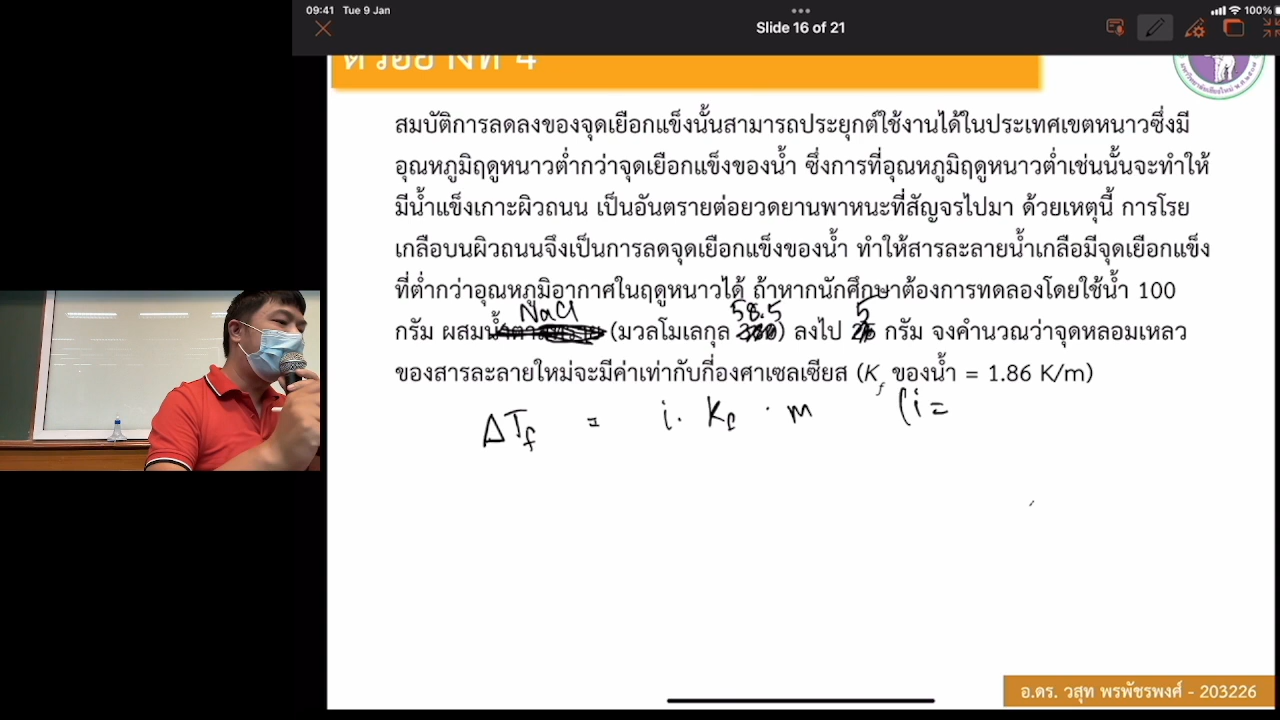 09:41 Tue 9 Jan
100%
Slide 16 of 21
ตัวอย่างที่ 4
สมบัติการลดลงของจุดเยือกแข็งนั้นสามารถประยุกต์ใช้งานได้ในประเทศเขตหนาวซึ่งมี
อุณหภูมิฤดูหนาวต่ำกว่าจุดเยือกแข็งของน้ำ ซึ่งการที่อุณหภูมิฤดูหนาวต่ำเช่นนั้นจะทำให้
มีน้ำแข็งเกาะผิวถนน เป็นอันตรายต่อยวดยานพาหนะที่สัญจรไปมา ด้วยเหตุนี้ การโรย
เกลือบนผิวถนนจึงเป็นการลดจุดเยือกแข็งของน้ำ ทำให้สารละลายน้ำเกลือมีจุดเยือกแข็ง
ที่ต่ำกว่าอุณหภูมิอากาศในฤดูหนาวได้ ถ้าหากนักศึกษาต้องการทดลองโดยใช้น้ำ 100
NaCl 58.5 5
กรัม ผสม (มวลโมเลกุล ) ลงไป กรัม จงคำนวณว่าจุดหลอมเหลว
ของสารละลายใหม่จะมีค่าเท่ากับกี่องศาเซลเซียส (Kf ของน้ำ = 1.86 K/m)
ΔTf = i · Kf · m (i =
อ.ดร. วสุท พรพัชรพงศ์ - 203226